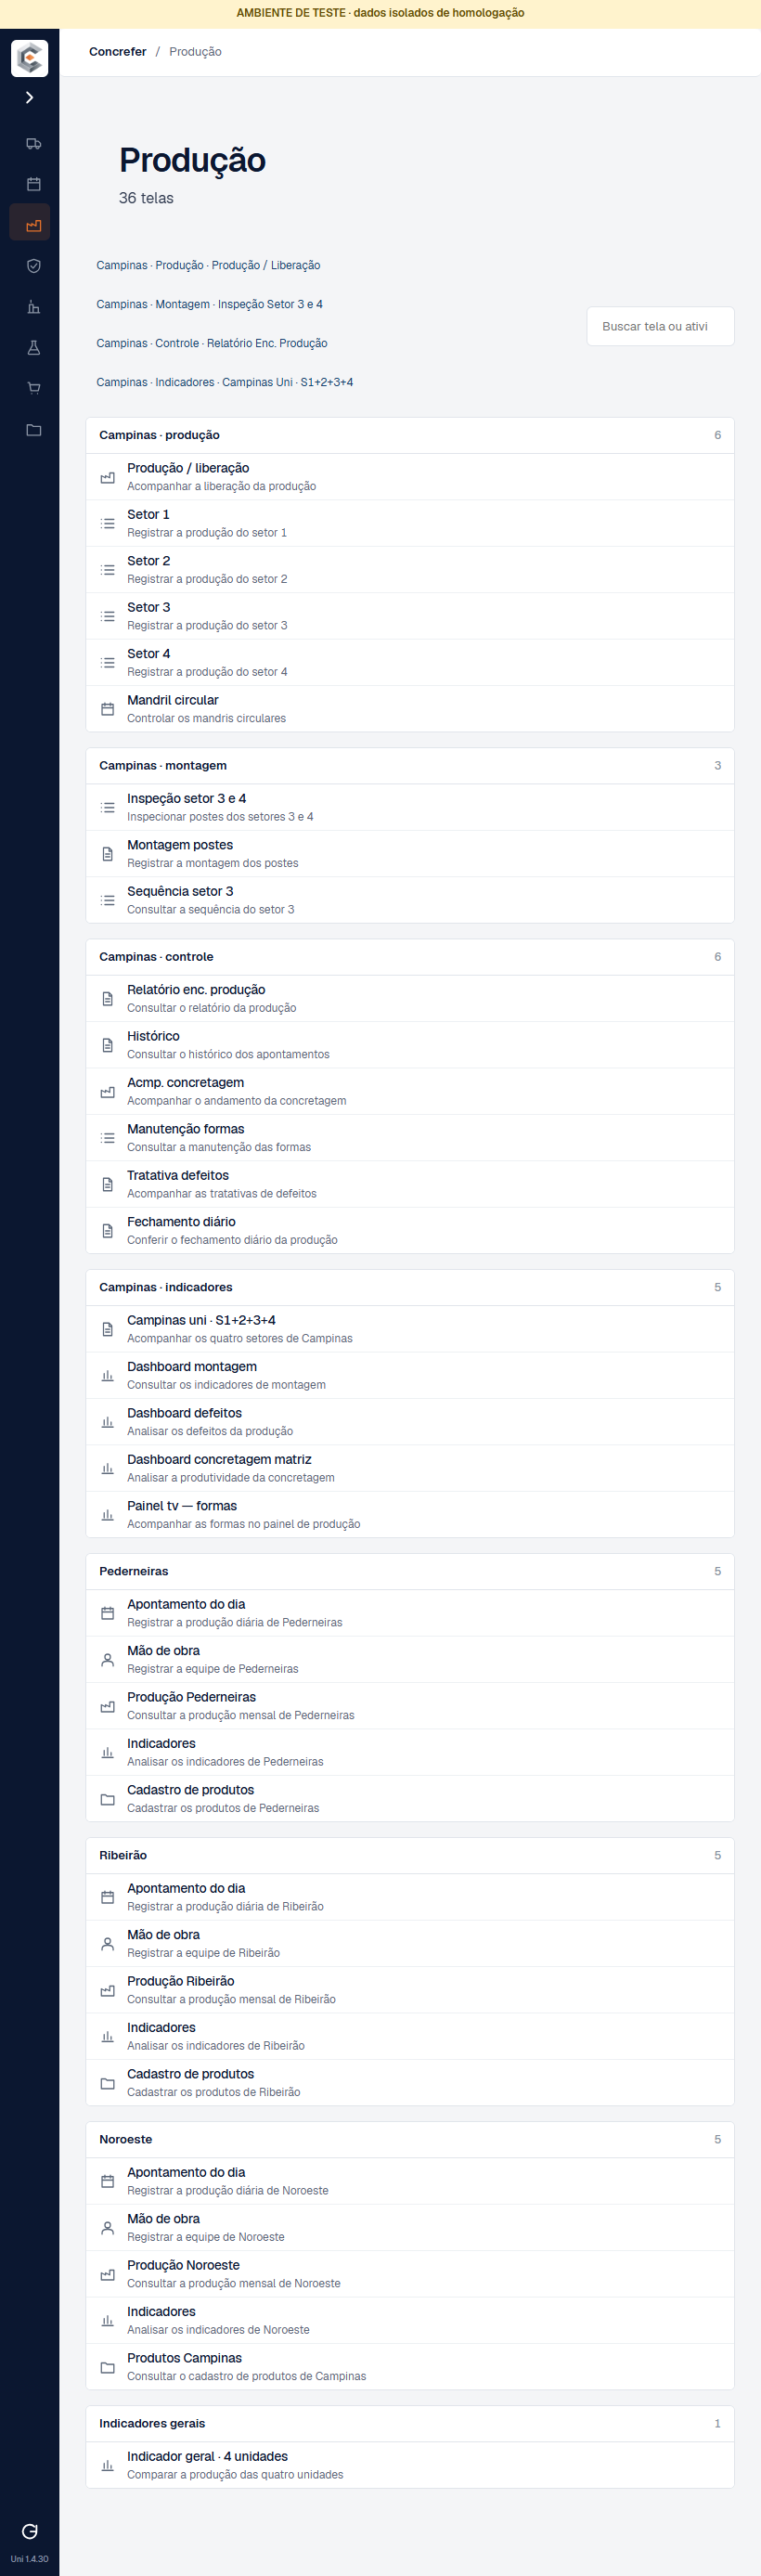 AMBIENTE DE TESTE · dados isolados de homologação
Concrefer / Produção
Produção
36 telas
Campinas · Produção · Produção / Liberação
Campinas · Montagem · Inspeção Setor 3 e 4
Buscar tela ou ativi
Campinas · Controle · Relatório Enc. Produção
Campinas · Indicadores · Campinas Uni · S1+2+3+4
Campinas · produção 6
Produção / liberação
Acompanhar a liberação da produção
Setor 1
Registrar a produção do setor 1
Setor 2
Registrar a produção do setor 2
Setor 3
Registrar a produção do setor 3
Setor 4
Registrar a produção do setor 4
Mandril circular
Controlar os mandris circulares
Campinas · montagem 3
Inspeção setor 3 e 4
Inspecionar postes dos setores 3 e 4
Montagem postes
Registrar a montagem dos postes
Sequência setor 3
Consultar a sequência do setor 3
Campinas · controle 6
Relatório enc. produção
Consultar o relatório da produção
Histórico
Consultar o histórico dos apontamentos
Acmp. concretagem
Acompanhar o andamento da concretagem
Manutenção formas
Consultar a manutenção das formas
Tratativa defeitos
Acompanhar as tratativas de defeitos
Fechamento diário
Conferir o fechamento diário da produção
Campinas · indicadores 5
Campinas uni · S1+2+3+4
Acompanhar os quatro setores de Campinas
Dashboard montagem
Consultar os indicadores de montagem
Dashboard defeitos
Analisar os defeitos da produção
Dashboard concretagem matriz
Analisar a produtividade da concretagem
Painel tv — formas
Acompanhar as formas no painel de produção
Pederneiras 5
Apontamento do dia
Registrar a produção diária de Pederneiras
Mão de obra
Registrar a equipe de Pederneiras
Produção Pederneiras
Consultar a produção mensal de Pederneiras
Indicadores
Analisar os indicadores de Pederneiras
Cadastro de produtos
Cadastrar os produtos de Pederneiras
Ribeirão 5
Apontamento do dia
Registrar a produção diária de Ribeirão
Mão de obra
Registrar a equipe de Ribeirão
Produção Ribeirão
Consultar a produção mensal de Ribeirão
Indicadores
Analisar os indicadores de Ribeirão
Cadastro de produtos
Cadastrar os produtos de Ribeirão
Noroeste 5
Apontamento do dia
Registrar a produção diária de Noroeste
Mão de obra
Registrar a equipe de Noroeste
Produção Noroeste
Consultar a produção mensal de Noroeste
Indicadores
Analisar os indicadores de Noroeste
Produtos Campinas
Consultar o cadastro de produtos de Campinas
Indicadores gerais 1
Indicador geral · 4 unidades
Comparar a produção das quatro unidades
Uni 1.4.30